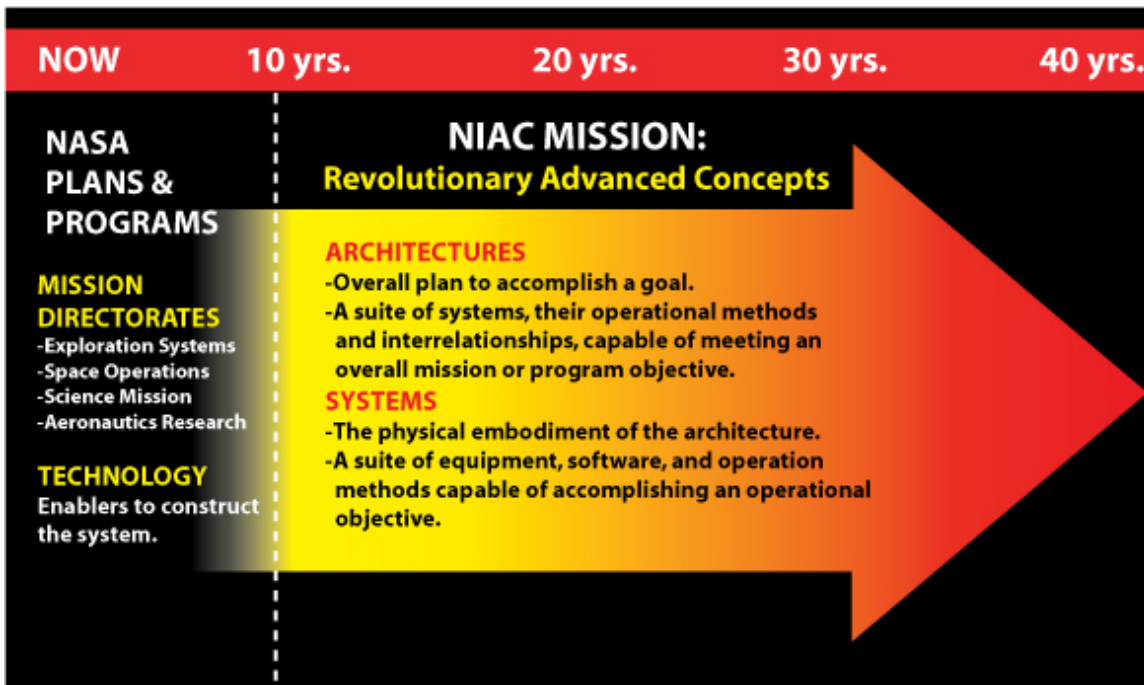 NOW 10 yrs. 20 yrs. 30 yrs. 40 yrs.
NASA
PLANS &
PROGRAMS
MISSION
DIRECTORATES
-Exploration Systems
-Space Operations
-Science Mission
-Aeronautics Research
TECHNOLOGY
Enablers to construct
the system.
NIAC MISSION:
Revolutionary Advanced Concepts
ARCHITECTURES
-Overall plan to accomplish a goal.
-A suite of systems, their operational methods
and interrelationships, capable of meeting an
overall mission or program objective.
SYSTEMS
-The physical embodiment of the architecture.
-A suite of equipment, software, and operation
methods capable of accomplishing an operational
objective.